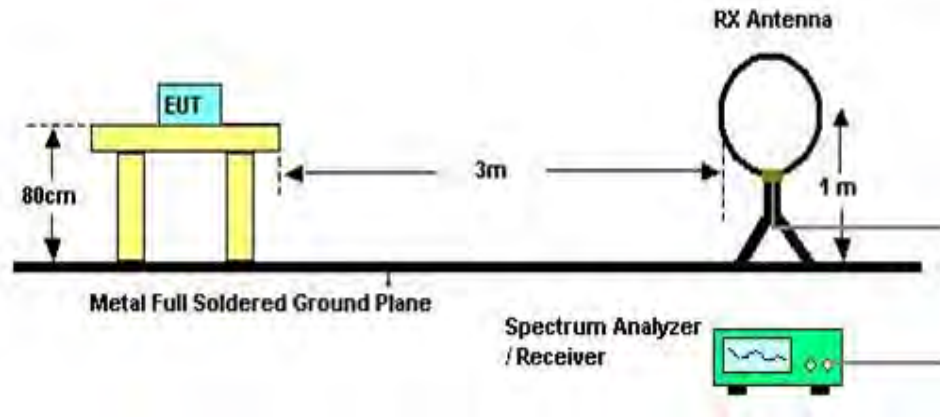 RX Antenna
EUT
3m
80cm
1 m
Metal Full Soldered Ground Plane
Spectrum Analyzer
/ Receiver